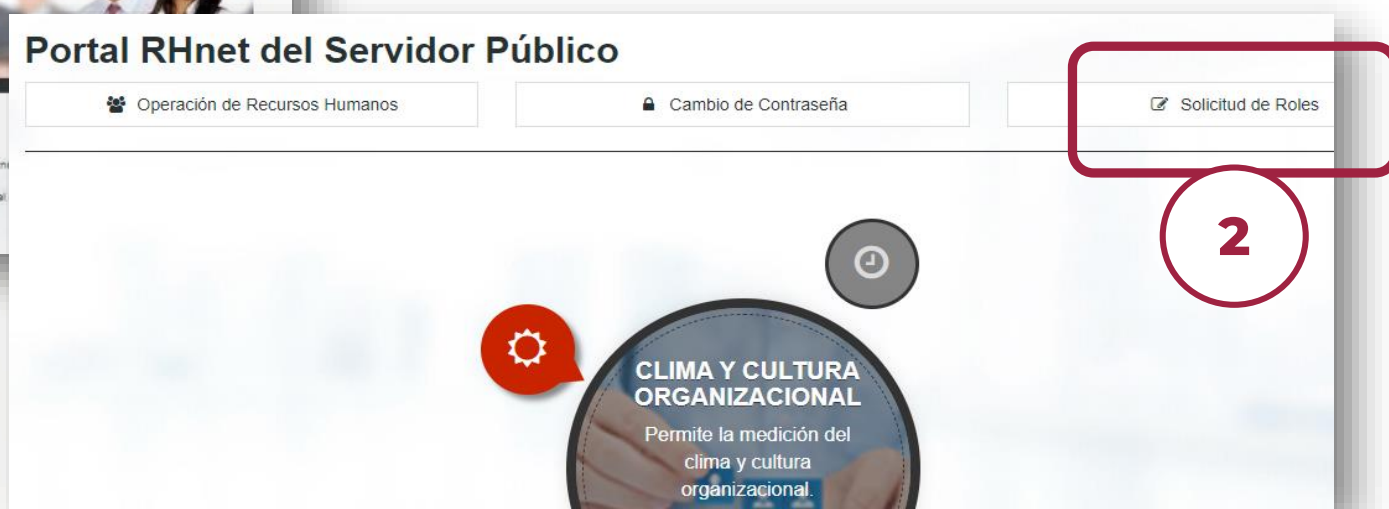 Portal RHnet del Servidor Público
Operación de Recursos Humanos
Cambio de Contraseña
Solicitud de Roles
2
CLIMA Y CULTURA
ORGANIZACIONAL
Permite la medición del
clima y cultura
organizacional.